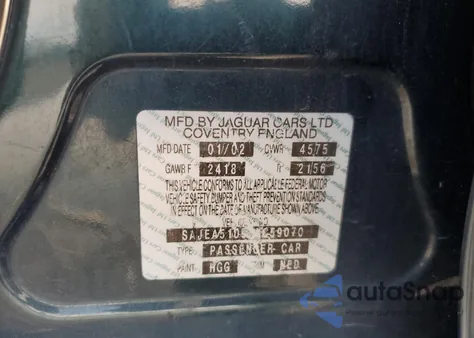 MFD BY JAGUAR CARS LTD
COVENTRY ENGLAND
MFD DATE 01/02 GVWR 4575
GAWR F 2418 R 2156
THIS VEHICLE CONFORMS TO ALL APPLICABLE FEDERAL MOTOR
VEHICLE SAFETY, BUMPER AND THEFT PREVENTION STANDARDS
IN EFFECT ON THE DATE OF MANUFACTURE SHOWN ABOVE
TYPE PASSENGER CAR
PAINT HGG TRIM NED
autoSnap